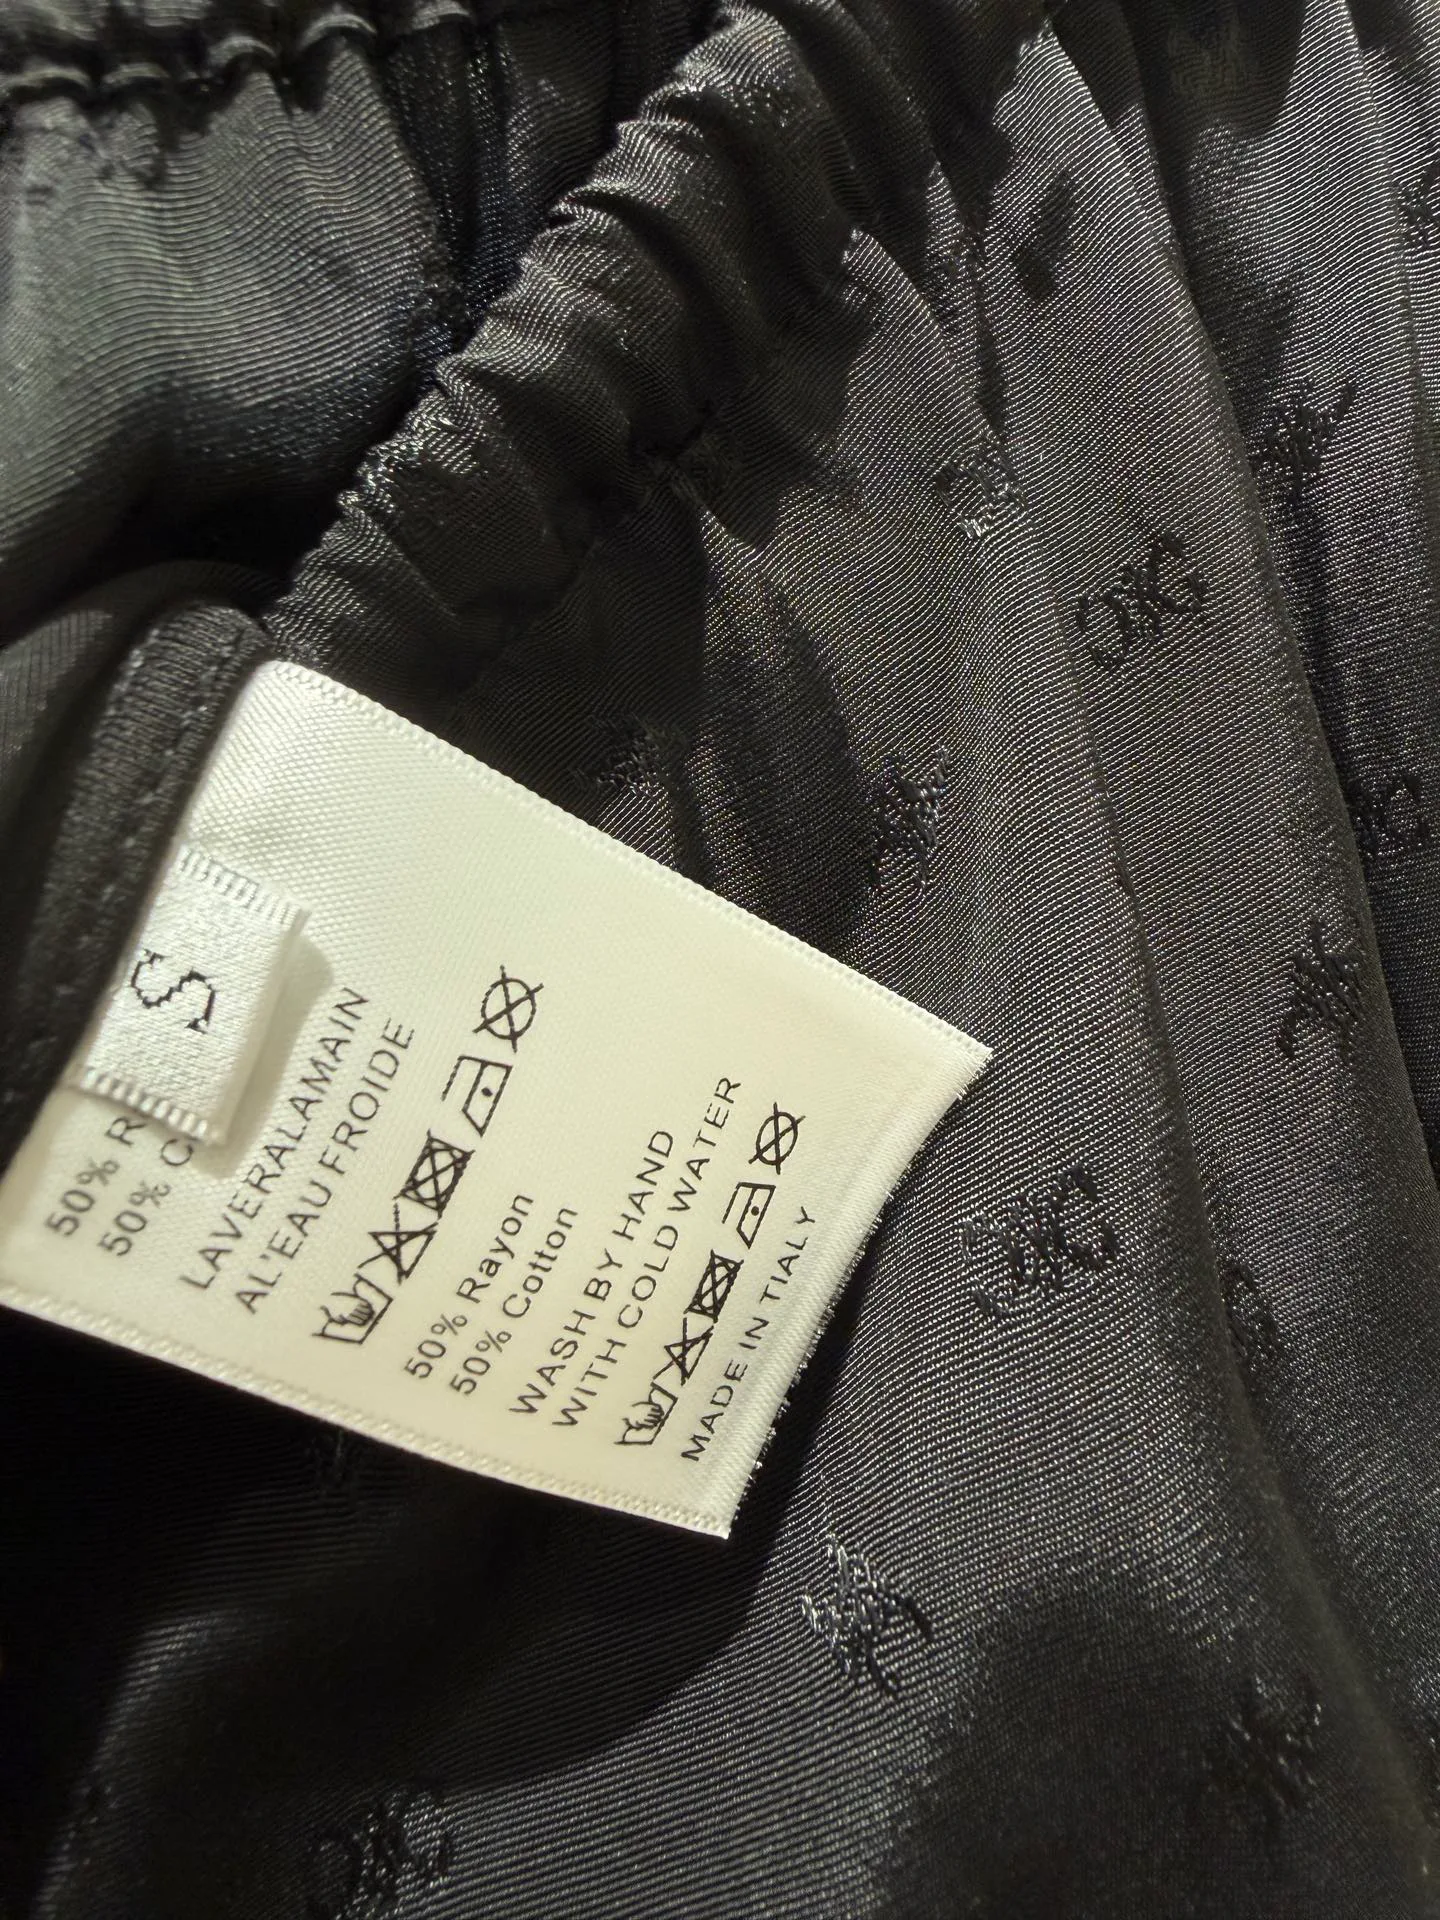 S
50%
50%
LAVERALAMAIN
AL'EAU FROIDE
50% Rayon
50% Cotton
WASH BY HAND
WITH COLD WATER
MADE IN TIALY